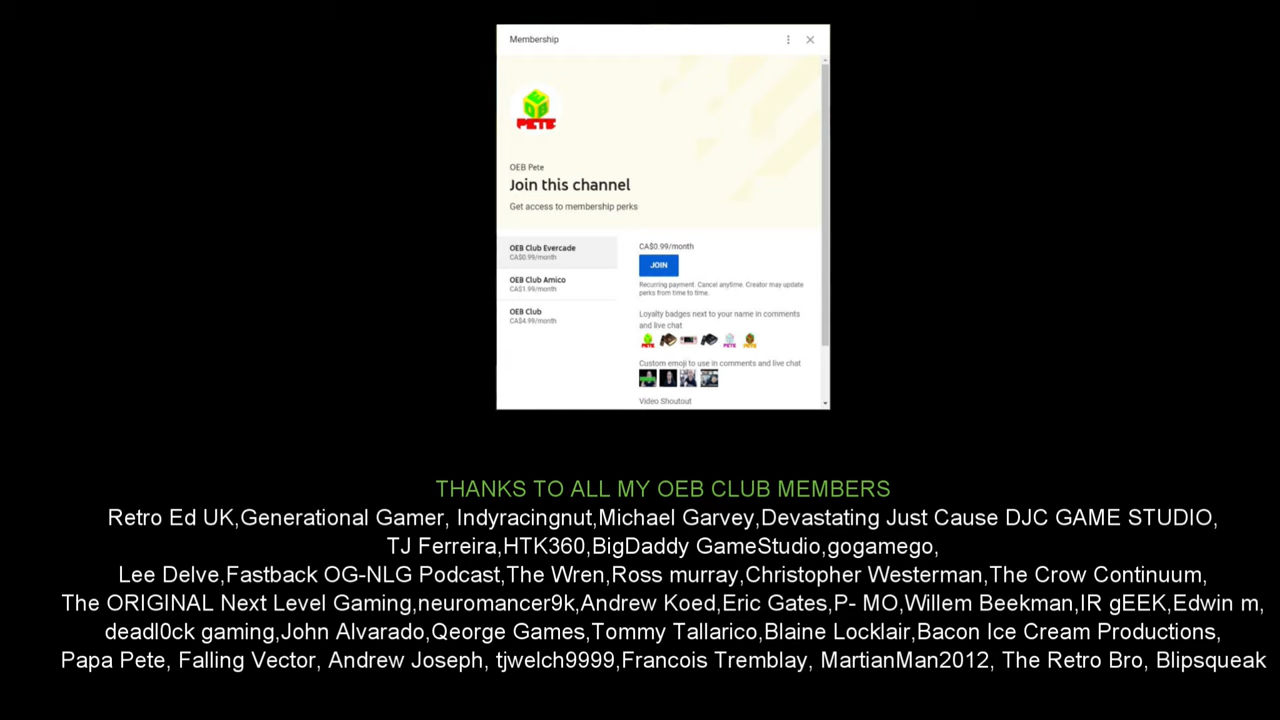 Membership
PETE
OEB Pete
Join this channel
Get access to membership perks
OEB Club Evercade
CA$0.99/month
OEB Club Amico
CA$1.99/month
OEB Club
CA$4.99/month
CA$0.99/month
JOIN
Recurring payment. Cancel anytime. Creator may update
perks from time to time.
Loyalty badges next to your name in comments
and live chat
Custom emoji to use in comments and live chat
Video Shoutout
THANKS TO ALL MY OEB CLUB MEMBERS
Retro Ed UK,Generational Gamer, Indyracingnut,Michael Garvey,Devastating Just Cause DJC GAME STUDIO,
TJ Ferreira,HTK360,BigDaddy GameStudio,gogamego,
Lee Delve,Fastback OG-NLG Podcast,The Wren,Ross murray,Christopher Westerman,The Crow Continuum,
The ORIGINAL Next Level Gaming,neuromancer9k,Andrew Koed,Eric Gates,P- MO,Willem Beekman,IR gEEK,Edwin m,
deadl0ck gaming,John Alvarado,Qeorge Games,Tommy Tallarico,Blaine Locklair,Bacon Ice Cream Productions,
Papa Pete, Falling Vector, Andrew Joseph, tjwelch9999,Francois Tremblay, MartianMan2012, The Retro Bro, Blipsqueak